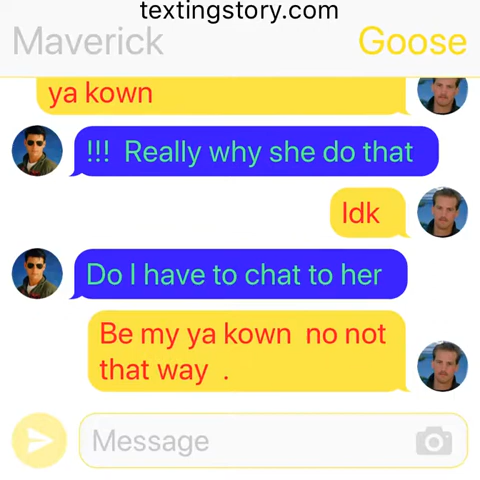 textingstory.com
Maverick
Goose
ya kown
!!! Really why she do that
Idk
Do I have to chat to her
Be my ya kown no not
that way .
Message